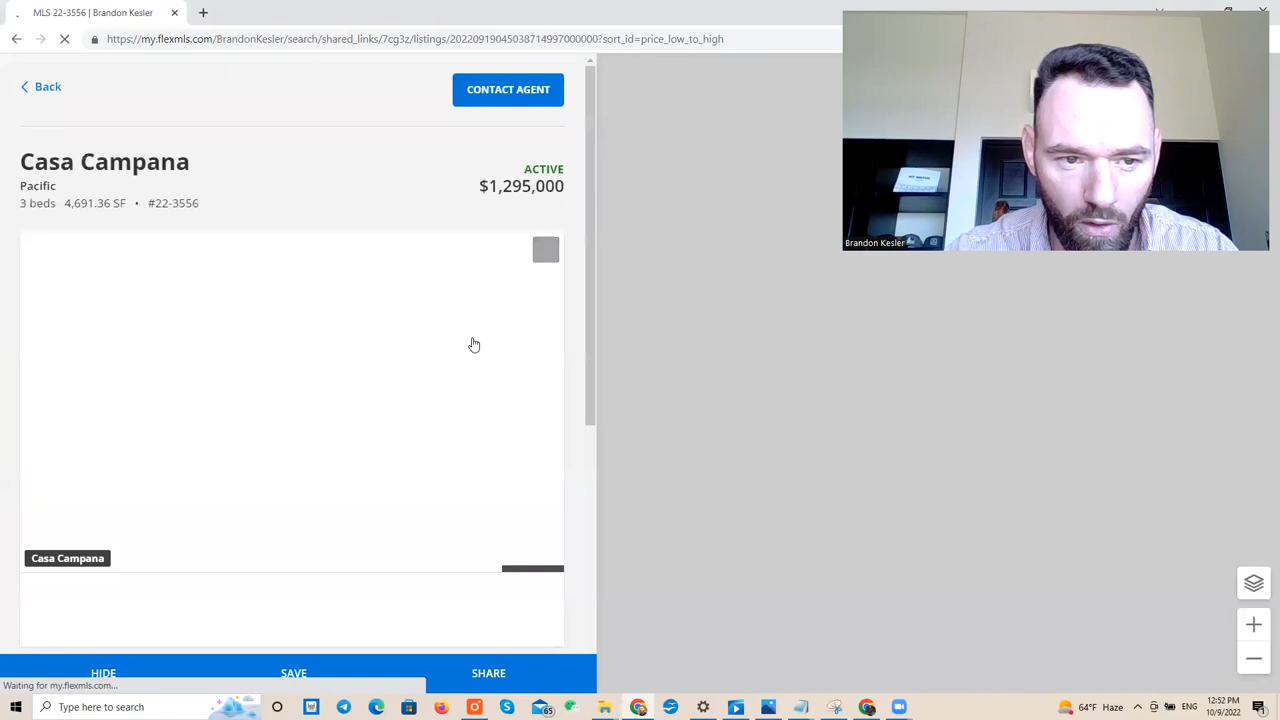 MLS 22-3556 | Brandon Kesler
https://my.flexmls.com/BrandonKesler/search/shared_links/7cg3z/listings/20220919045038714997000000?sort_id=price_low_to_high
Back
CONTACT AGENT
Casa Campana
ACTIVE
Pacific
$1,295,000
3 beds 4,691.36 SF • #22-3556
Brandon Kesler
Casa Campana
HIDE
SAVE
SHARE
Waiting for my.flexmls.com...
Type here to search
65
64°F Haze
ENG
12:52 PM
10/9/2022
1